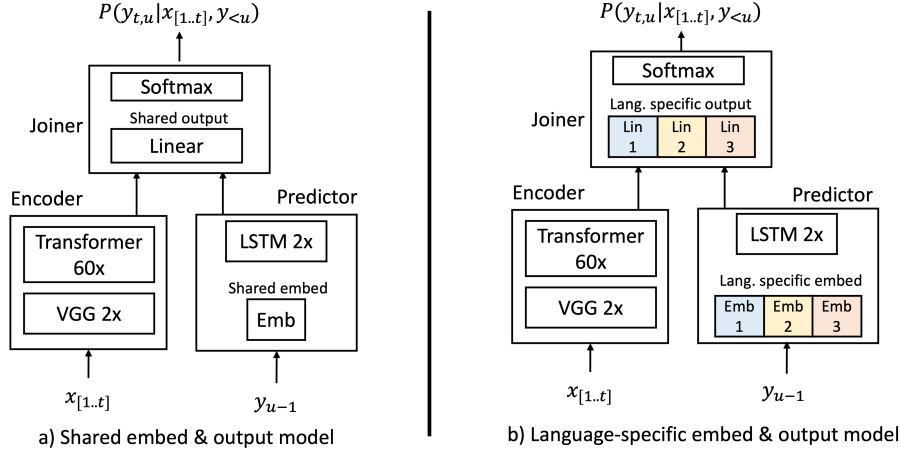 P(y_{t,u}|x_{[1..t]}, y_{<u})
Softmax
Shared output
Joiner
Linear
Encoder
Predictor
Transformer
60x
LSTM 2x
Shared embed
VGG 2x
Emb
x_{[1..t]}
y_{u−1}
a) Shared embed & output model
P(y_{t,u}|x_{[1..t]}, y_{<u})
Softmax
Lang. specific output
Joiner
Lin 1
Lin 2
Lin 3
Encoder
Predictor
Transformer
60x
LSTM 2x
Lang. specific embed
VGG 2x
Emb 1
Emb 2
Emb 3
x_{[1..t]}
y_{u−1}
b) Language-specific embed & output model